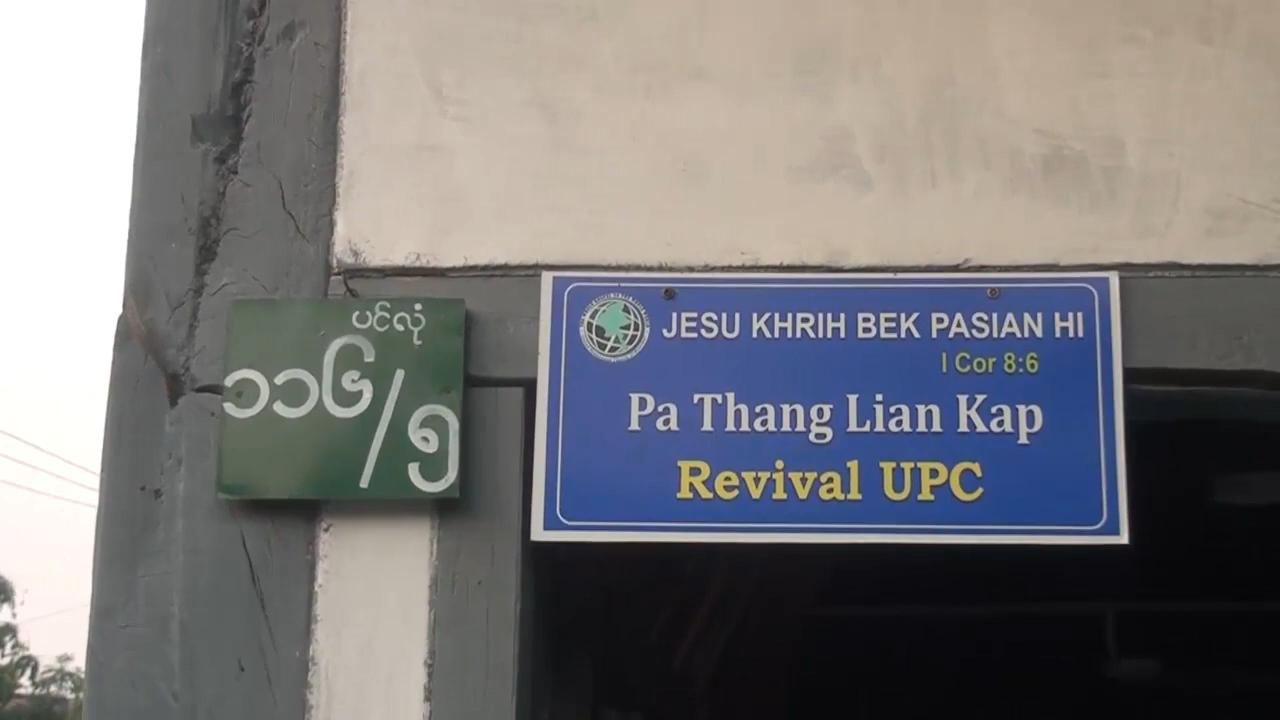 ပင်လုံ
၁၁၆/၅
JESU KHRIH BEK PASIAN HI
I Cor 8:6
Pa Thang Lian Kap
Revival UPC